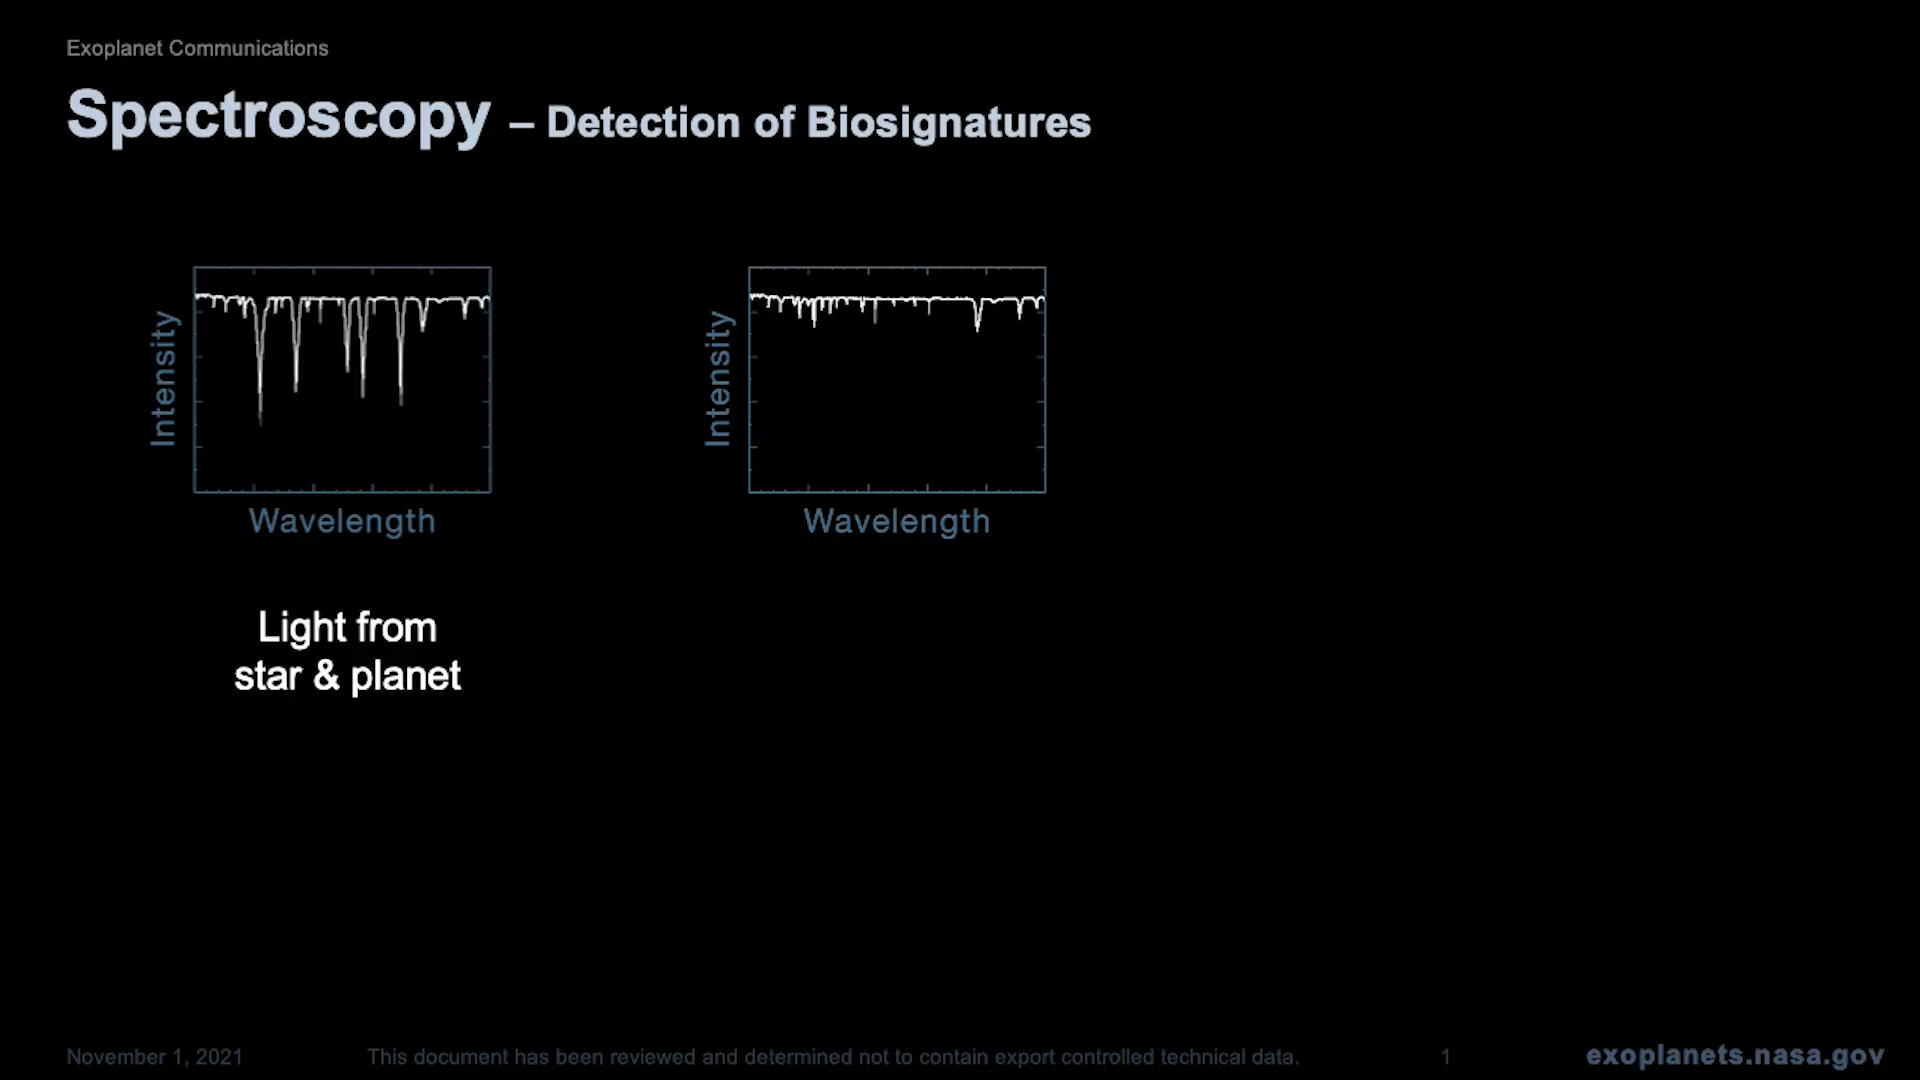 Exoplanet Communications
Spectroscopy – Detection of Biosignatures
Intensity
Wavelength
Intensity
Wavelength
Light from
star & planet
November 1, 2021
This document has been reviewed and determined not to contain export controlled technical data.
1
exoplanets.nasa.gov